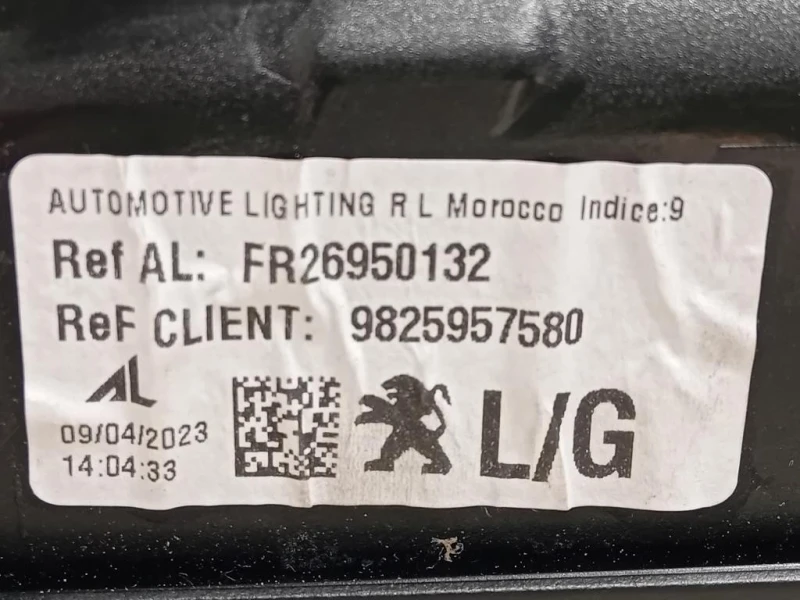 AUTOMOTIVE LIGHTING R L Morocco Indice:9
Ref AL: FR26950132
Ref CLIENT: 9825957580
AL
09/04/2023
14:04:33
L/G